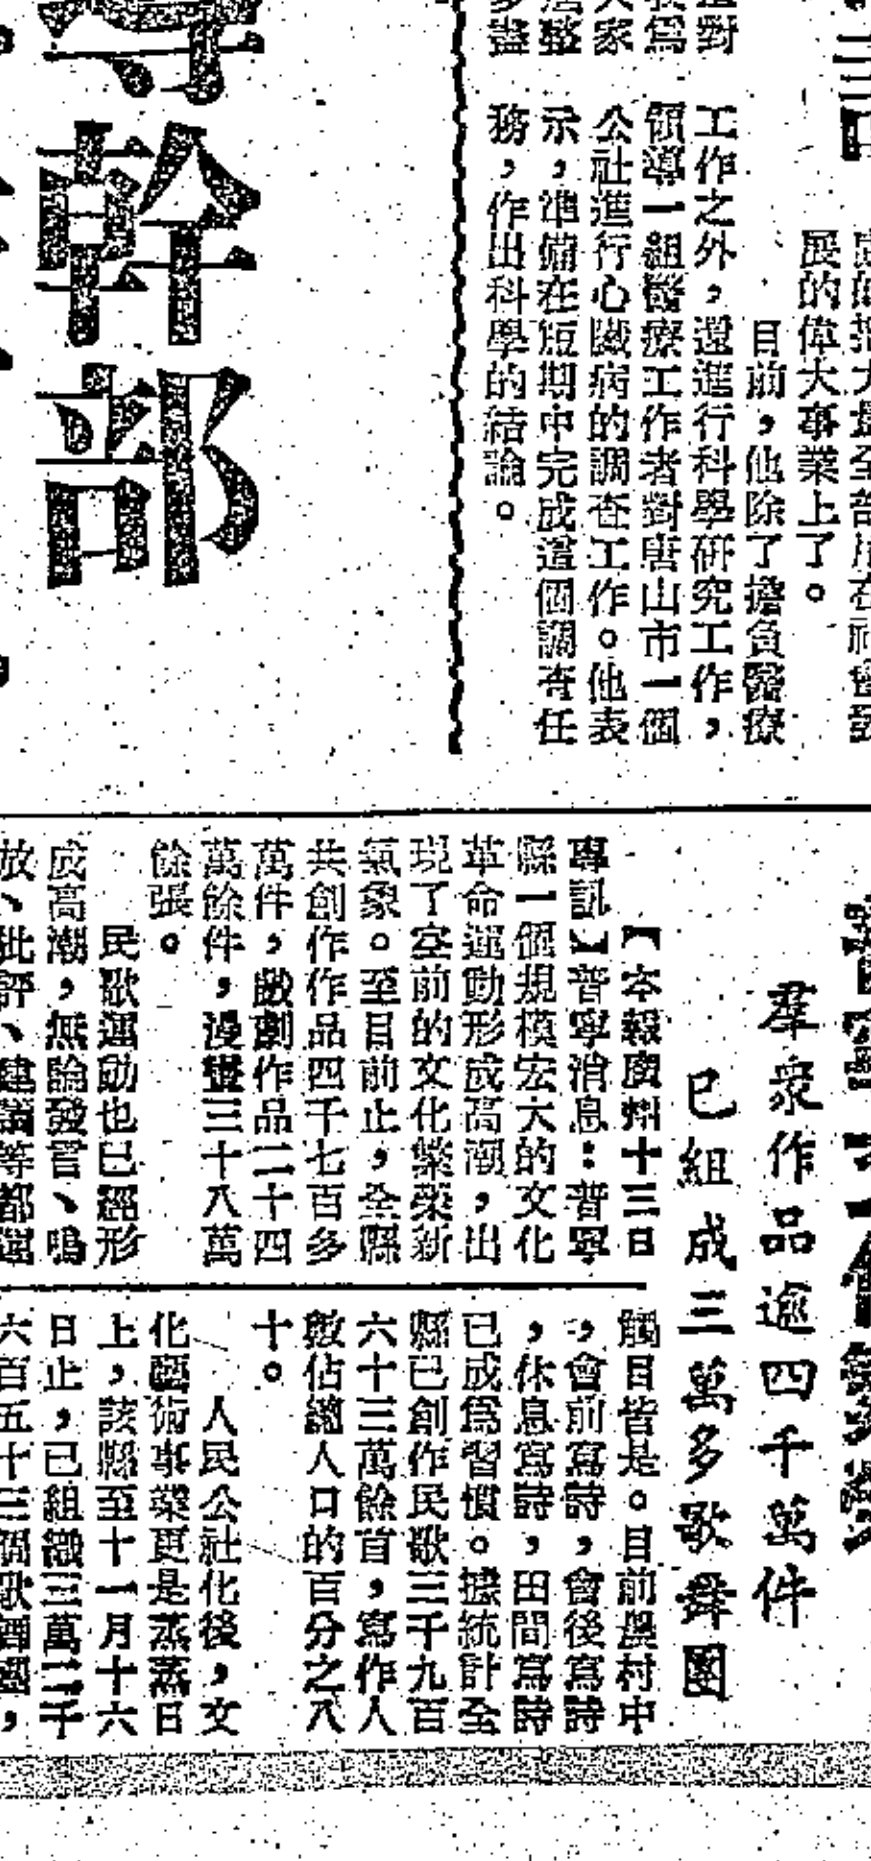 展的偉大事業上了。
目前,他除了擔負醫療
工作之外,還進行科學研究工作,
領導一組醫療工作者對唐山市一個
公社進行心臟病的調查工作。他表
示,準備在短期中完成這個調查任
務,作出科學的結論。
幹部
羣衆作品逾四千萬件
已組成三萬多歌舞團
【本報廣州十三日
專訊】普寧消息:普寧
縣一個規模宏大的文化
革命運動形成高潮,出
現了空前的文化繁榮新
氣象。至目前止,全縣
共創作作品四千七百多
萬件,戲劇作品二十四
萬餘件,漫畫三十八萬
餘張。
民歌運動也已經形
成高潮,無論發言、鳴
放、批評、建議等都運
觸目皆是。目前農村中
,會前寫詩,會後寫詩
,休息寫詩,田間寫詩
已成爲習慣。據統計全
縣已創作民歌三千九百
六十三萬餘首,寫作人
數佔總人口的百分之八
十。
人民公社化後,文
化藝術事業更是蒸蒸日
上,該縣至十一月十六
日止,已組織三萬二千
六百五十三個歌舞團,